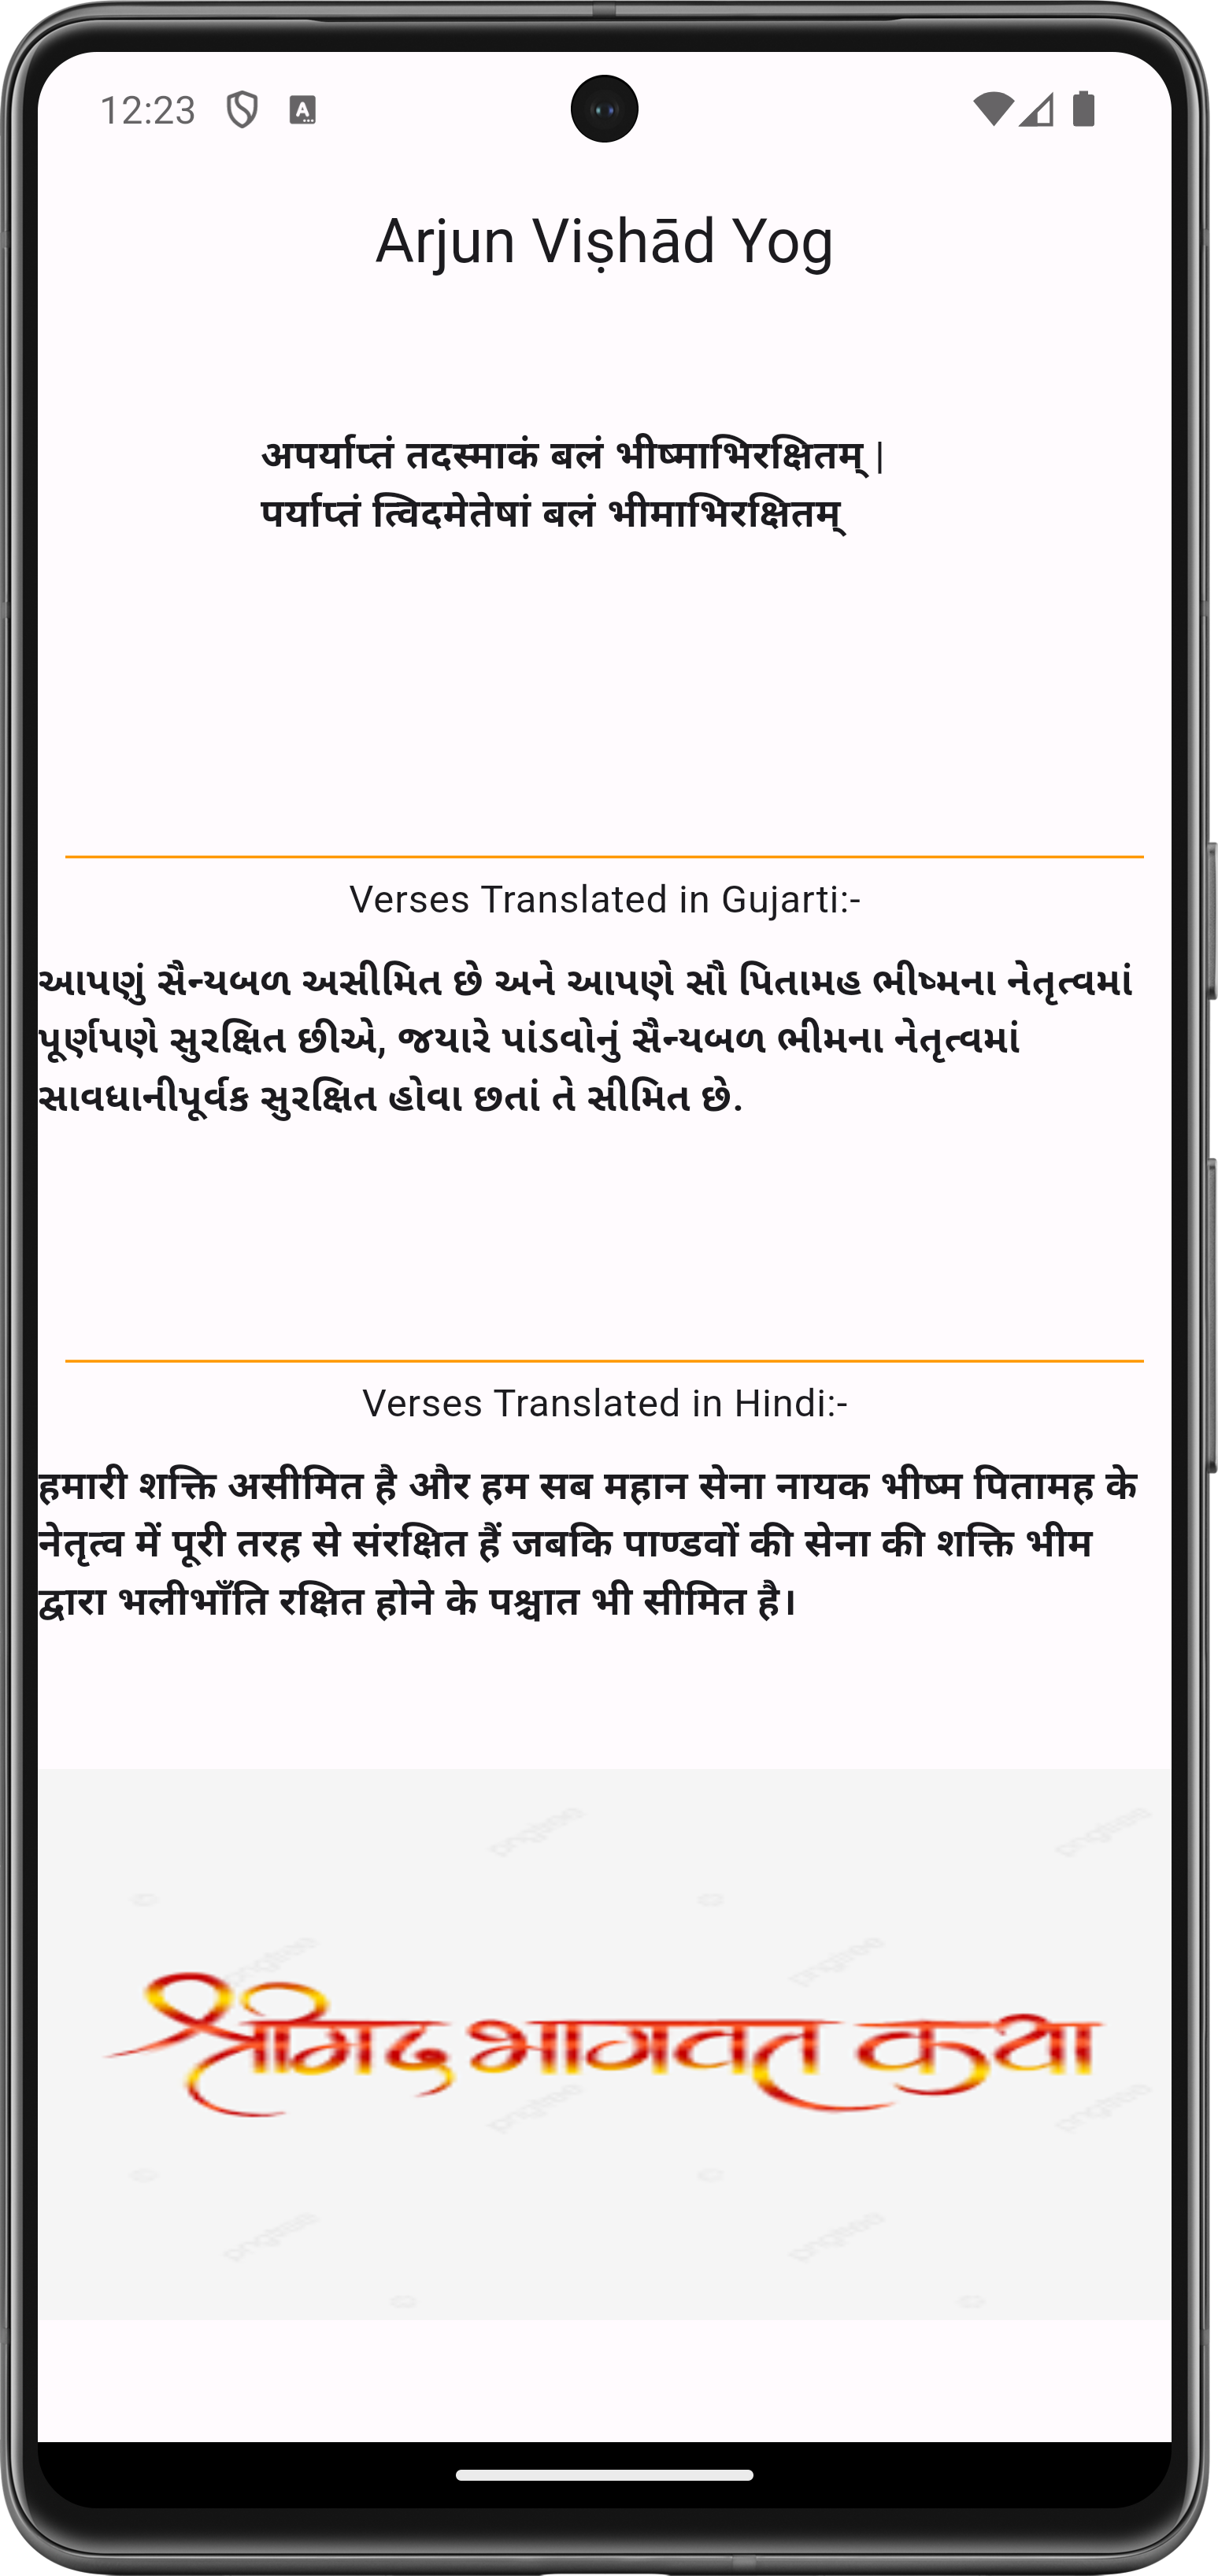 12:23
Arjun Viṣhād Yog
अपर्याप्तं तदस्माकं बलं भीष्माभिरक्षितम् |
पर्याप्तं त्विदमेतेषां बलं भीमाभिरक्षितम्
Verses Translated in Gujarti:-
આપણું સૈન્યબળ અસીમિત છે અને આપણે સૌ પિતામહ ભીષ્મના નેતૃત્વમાં
પૂર્ણપણે સુરક્ષિત છીએ, જયારે પાંડવોનું સૈન્યબળ ભીમના નેતૃત્વમાં
સાવધાનીપૂર્વક સુરક્ષિત હોવા છતાં તે સીમિત છે.
Verses Translated in Hindi:-
हमारी शक्ति असीमित है और हम सब महान सेना नायक भीष्म पितामह के
नेतृत्व में पूरी तरह से संरक्षित हैं जबकि पाण्डवों की सेना की शक्ति भीम
द्वारा भलीभाँति रक्षित होने के पश्चात भी सीमित है।
श्रीमद भागवत कथा